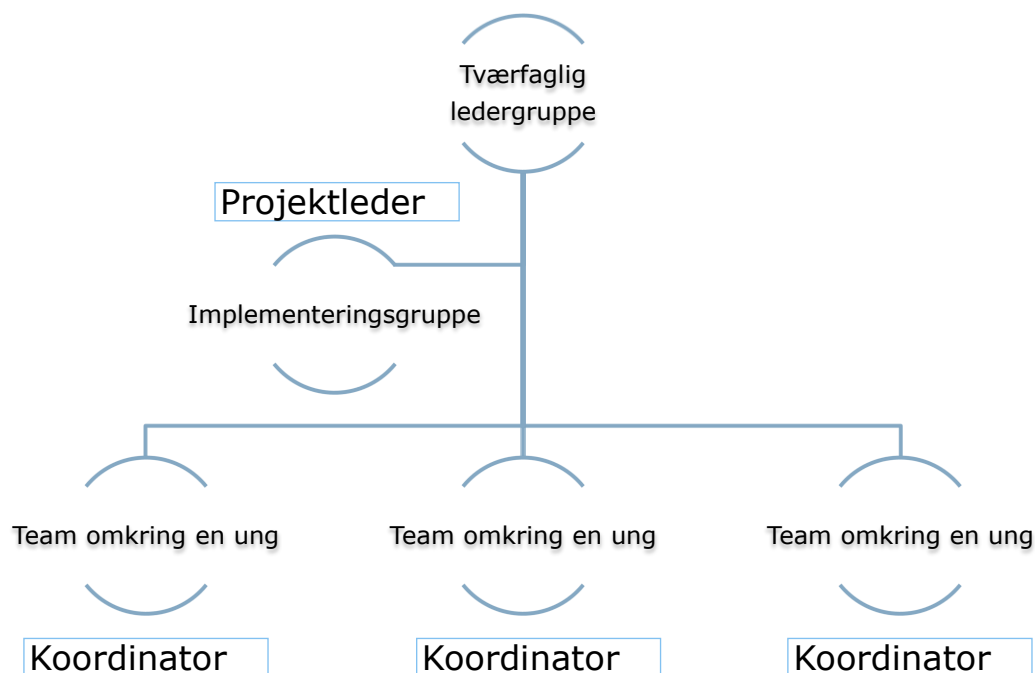 Tværfaglig
ledergruppe
Projektleder
Implementeringsgruppe
Team omkring en ung
Team omkring en ung
Team omkring en ung
Koordinator
Koordinator
Koordinator